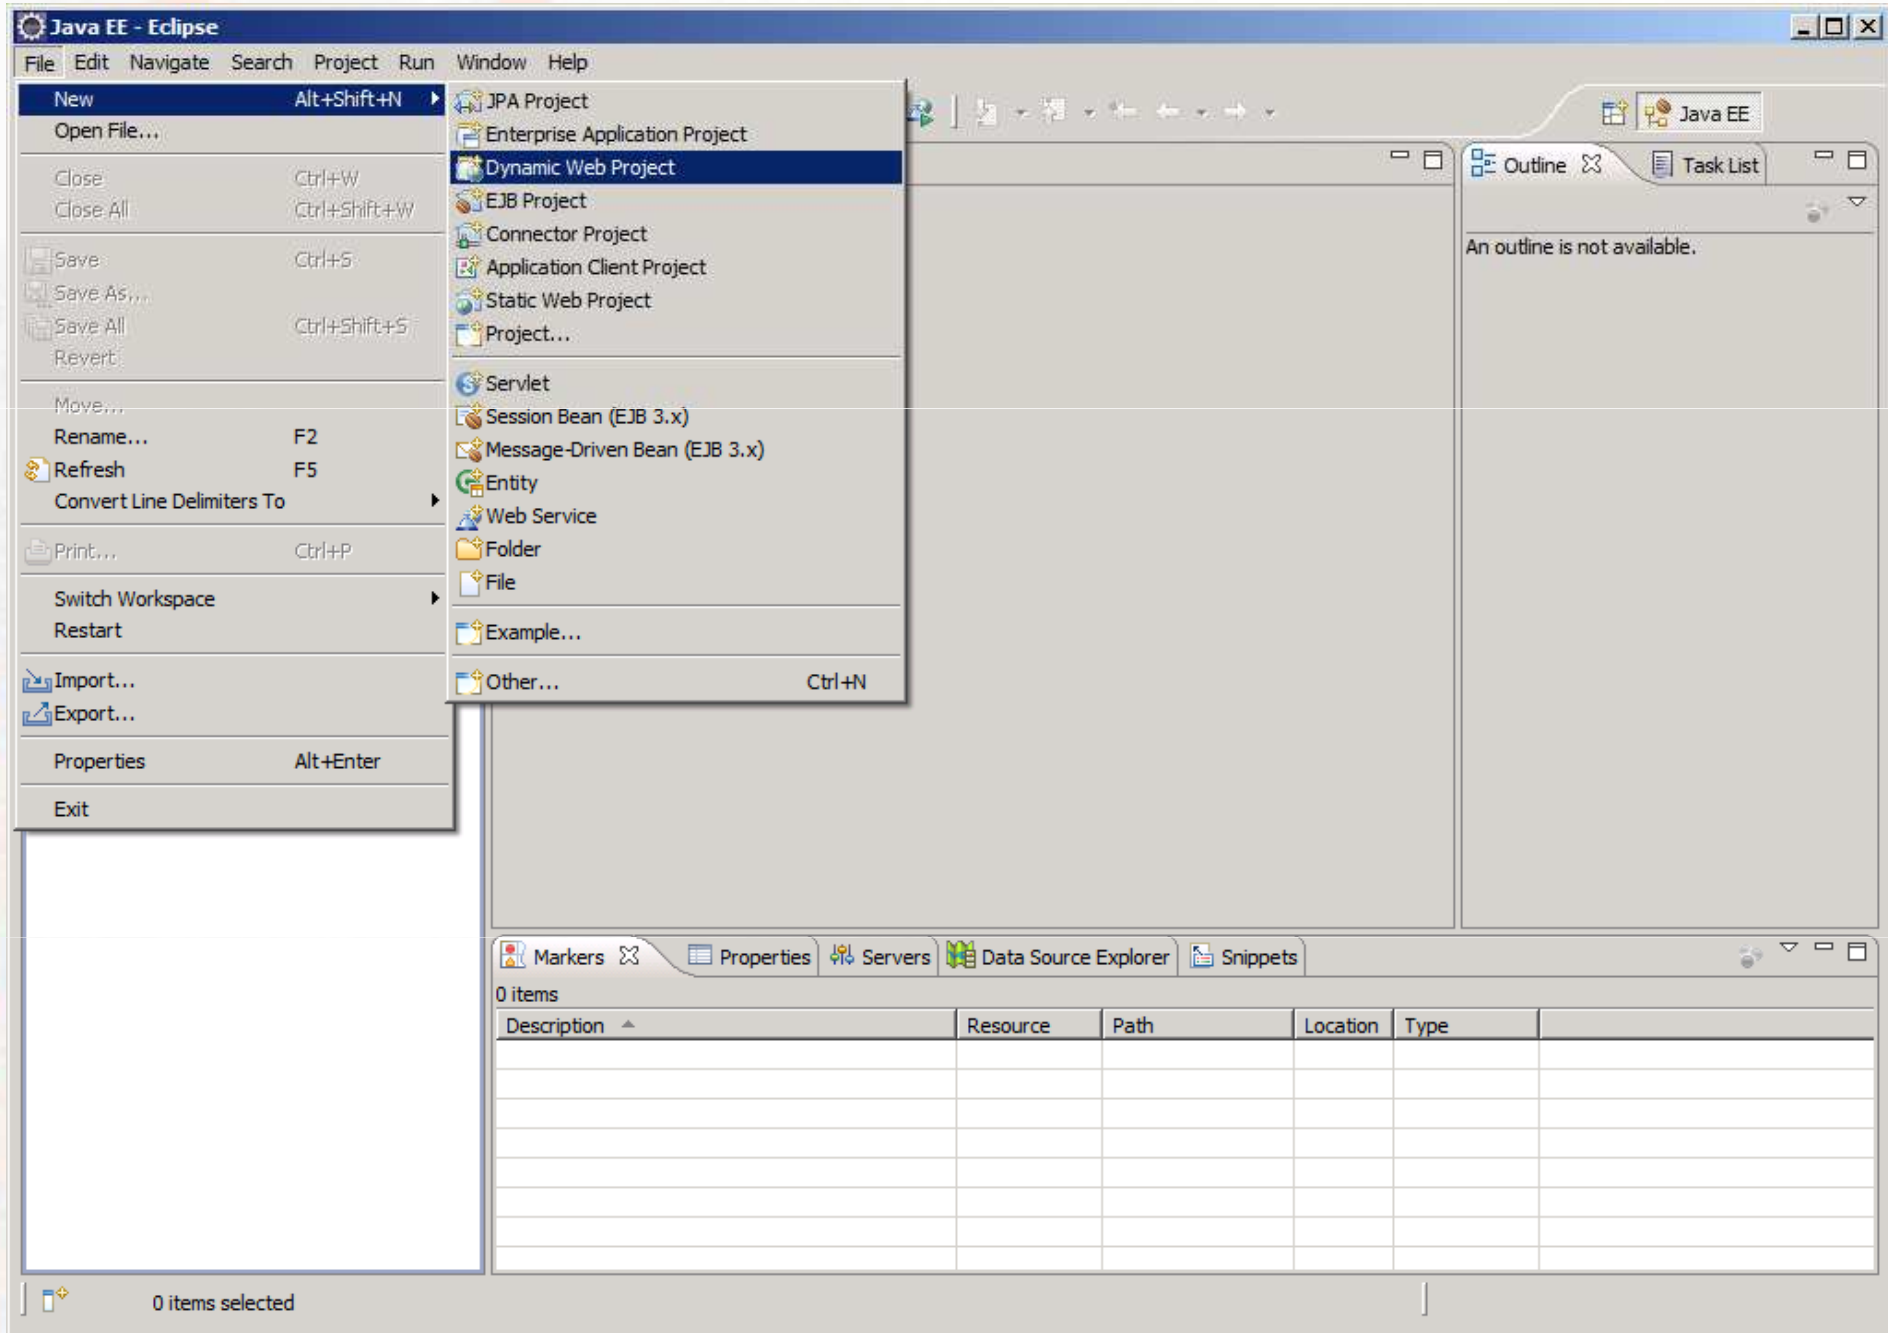 Java EE - Eclipse
File Edit Navigate Search Project Run Window Help
New Alt+Shift+N
Open File...
Close Ctrl+W
Close All Ctrl+Shift+W
Save Ctrl+S
Save As...
Save All Ctrl+Shift+S
Revert
Move...
Rename... F2
Refresh F5
Convert Line Delimiters To
Print... Ctrl+P
Switch Workspace
Restart
Import...
Export...
Properties Alt+Enter
Exit
JPA Project
Enterprise Application Project
Dynamic Web Project
EJB Project
Connector Project
Application Client Project
Static Web Project
Project...
Servlet
Session Bean (EJB 3.x)
Message-Driven Bean (EJB 3.x)
Entity
Web Service
Folder
File
Example...
Other... Ctrl+N
Java EE
Outline Task List
An outline is not available.
Markers Properties Servers Data Source Explorer Snippets
0 items
Description Resource Path Location Type
0 items selected